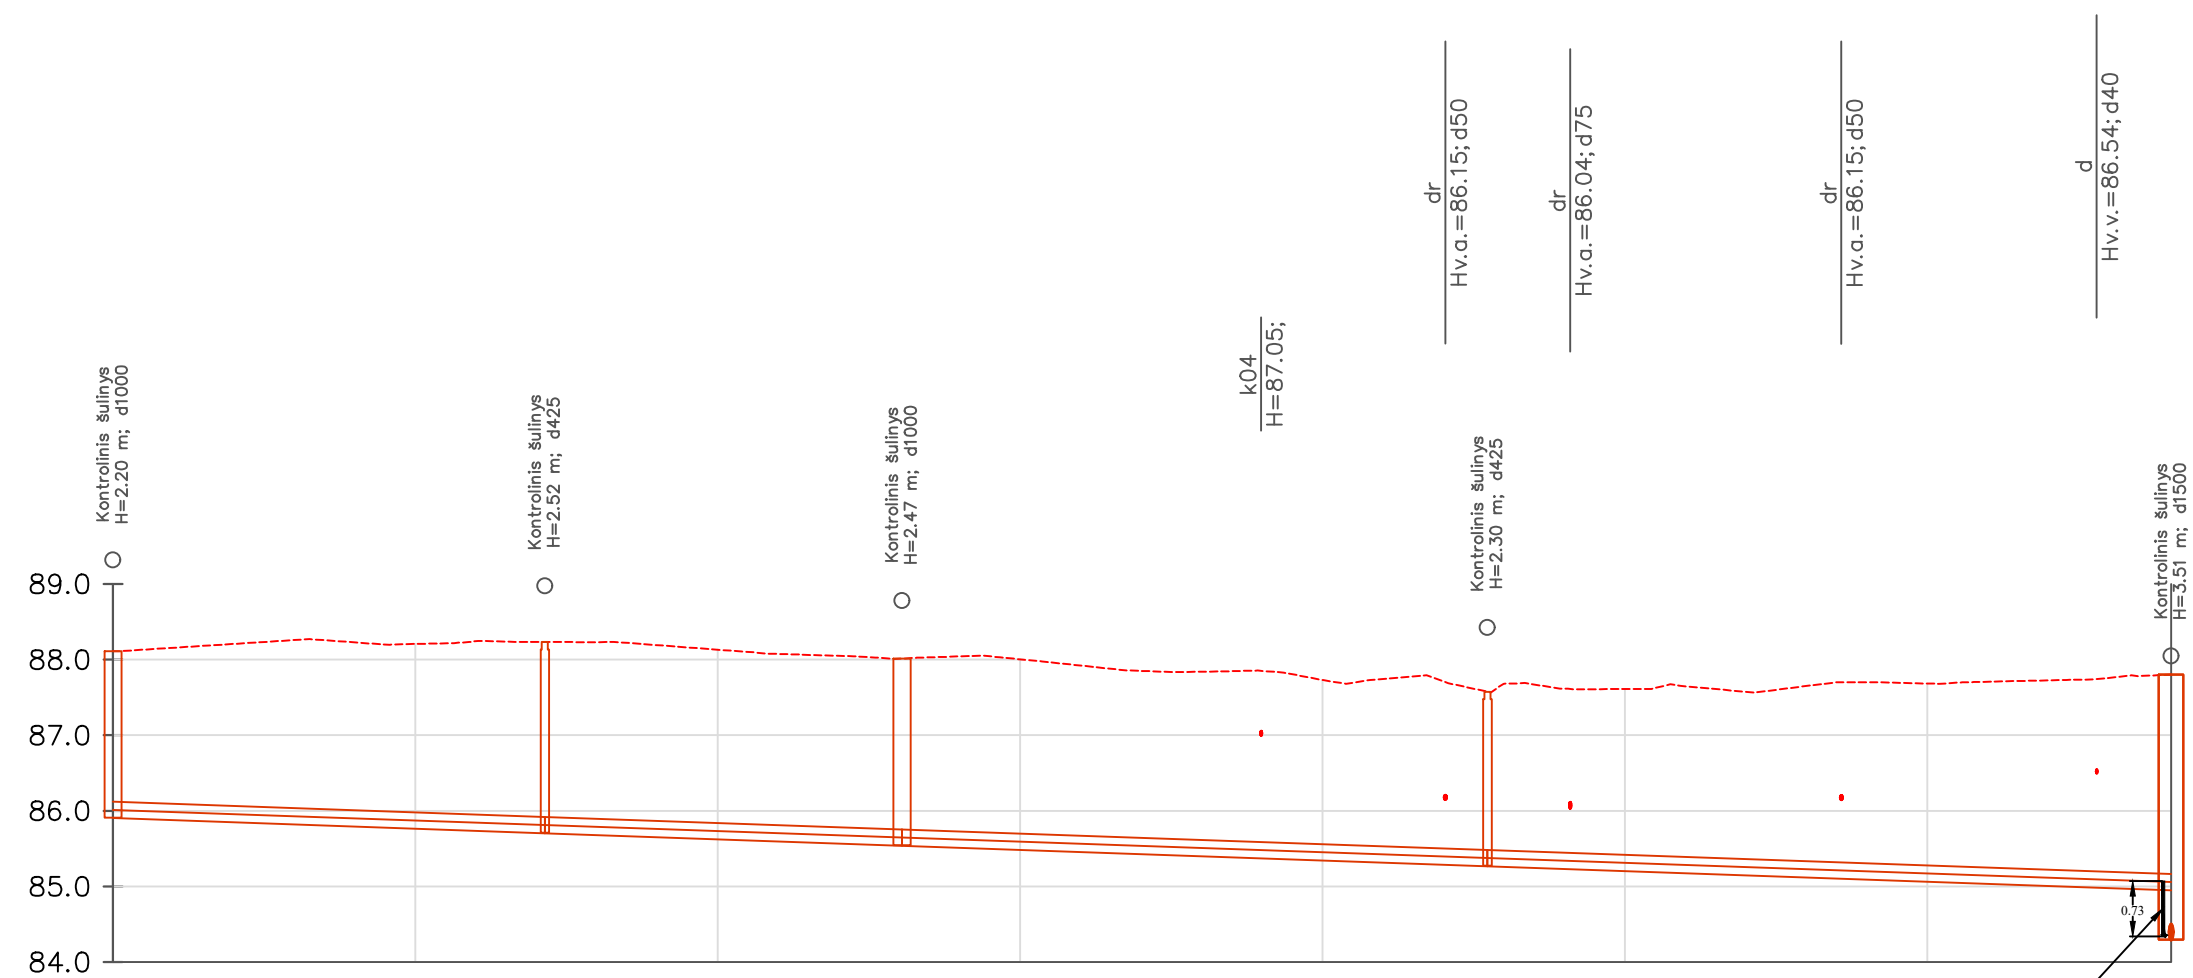 dr
Hv.a.=86.15;d50
dr
Hv.a.=86.04;d75
dr
Hv.a.=86.15;d50
d
Hv.v.=86.54;d40
k04
H=87.05;
Kontrolinis šulinys
H=2.20 m; d1000
Kontrolinis šulinys
H=2.52 m; d425
Kontrolinis šulinys
H=2.47 m; d1000
Kontrolinis šulinys
H=2.30 m; d425
Kontrolinis šulinys
H=3.51 m; d1500
89.0
88.0
87.0
86.0
85.0
84.0
0.73